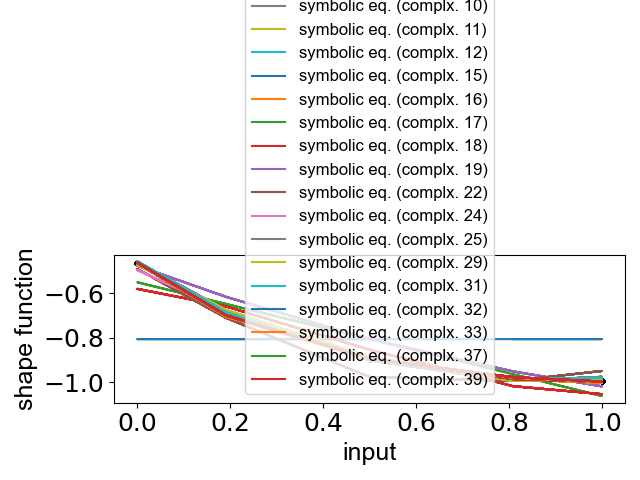 symbolic eq. (complx. 10)
symbolic eq. (complx. 11)
symbolic eq. (complx. 12)
symbolic eq. (complx. 15)
symbolic eq. (complx. 16)
symbolic eq. (complx. 17)
symbolic eq. (complx. 18)
symbolic eq. (complx. 19)
symbolic eq. (complx. 22)
symbolic eq. (complx. 24)
symbolic eq. (complx. 25)
symbolic eq. (complx. 29)
symbolic eq. (complx. 31)
symbolic eq. (complx. 32)
symbolic eq. (complx. 33)
symbolic eq. (complx. 37)
symbolic eq. (complx. 39)
shape function
−0.6
−0.8
−1.0
0.0 0.2 0.4 0.6 0.8 1.0
input